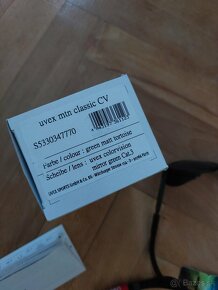 uvex mtn classic CV
S5330347770
Farbe / colour : green matt tortoise
Scheibe / lens : uvex colorvision
mirror green Cat.3
UVEX SPORTS GmbH & Co. KG